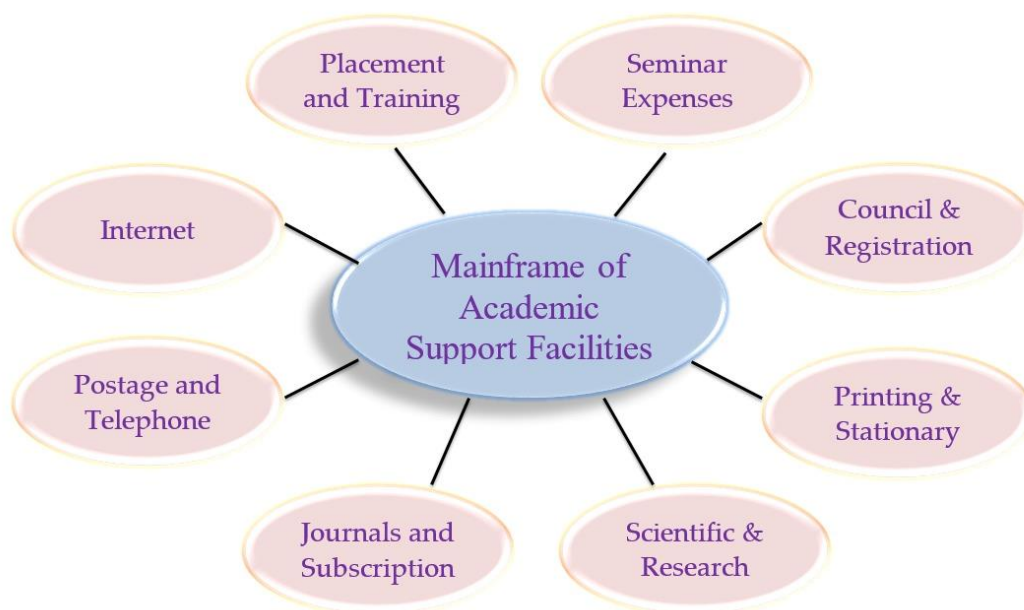 Placement
and Training
Seminar
Expenses
Internet
Council &
Registration
Mainframe of
Academic
Support Facilities
Postage and
Telephone
Printing &
Stationary
Journals and
Subscription
Scientific &
Research